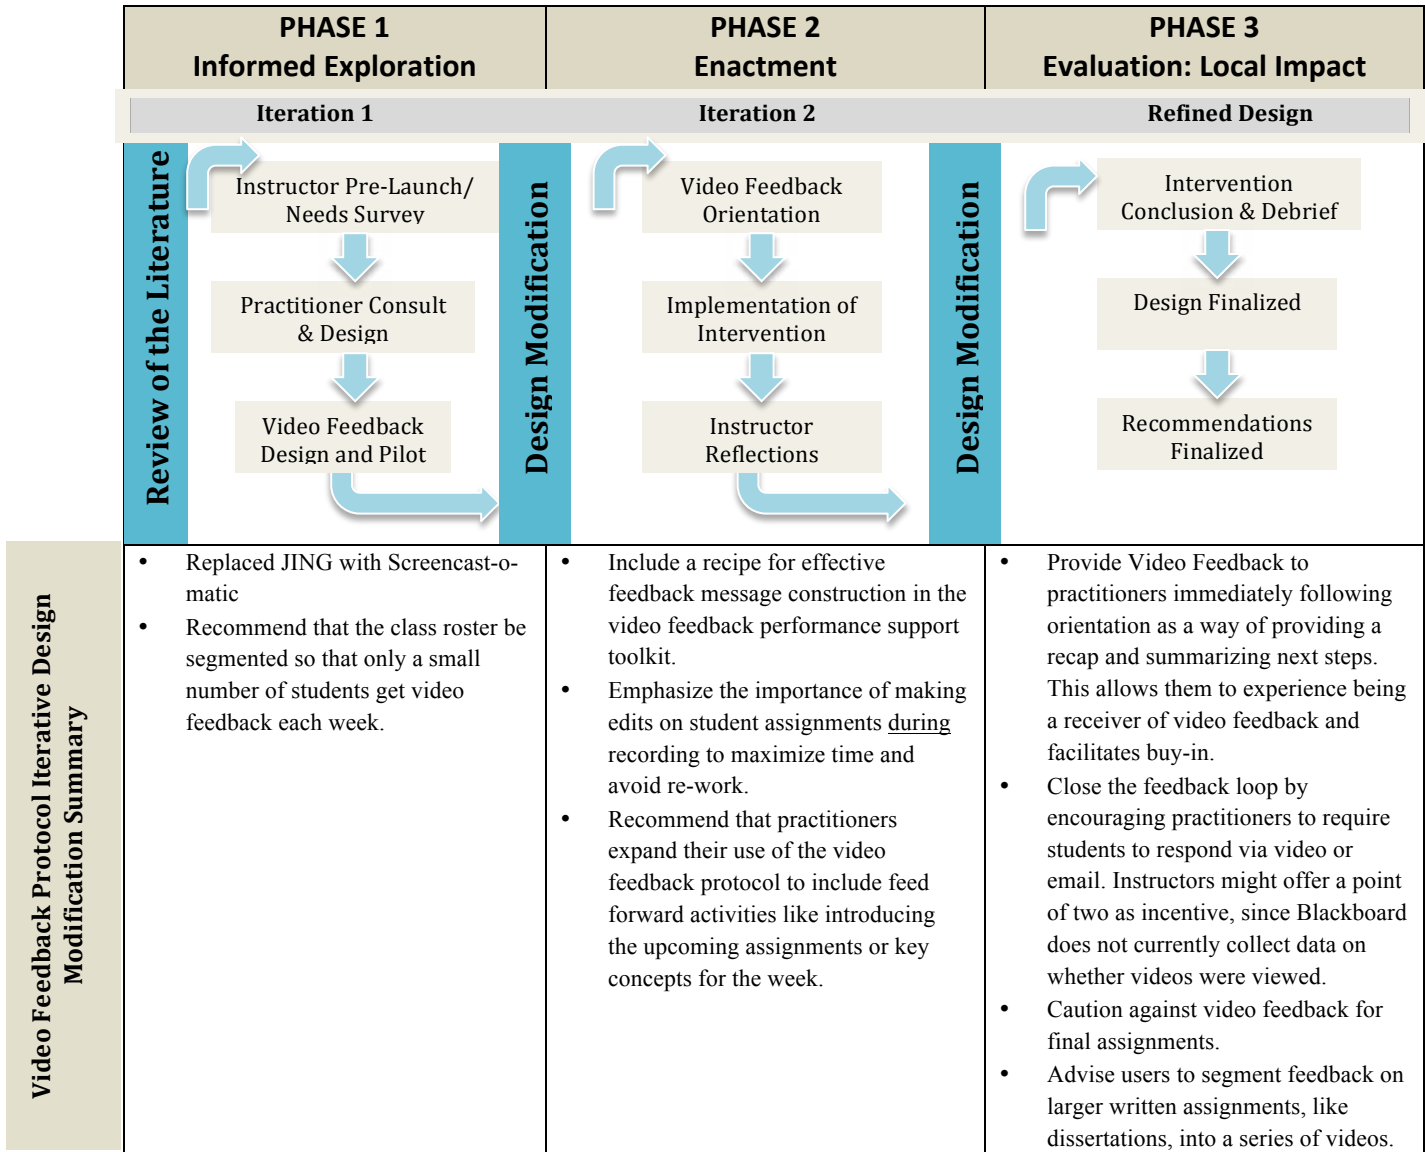 PHASE 1
Informed Exploration
PHASE 2
Enactment
PHASE 3
Evaluation: Local Impact
Iteration 1
Iteration 2
Refined Design
Review of the Literature
Instructor Pre-Launch/
Needs Survey
Practitioner Consult
& Design
Video Feedback
Design and Pilot
Design Modification
Video Feedback
Orientation
Implementation of
Intervention
Instructor
Reflections
Design Modification
Intervention
Conclusion & Debrief
Design Finalized
Recommendations
Finalized
Video Feedback Protocol Iterative Design
Modification Summary
• Replaced JING with Screencast-o-
matic
• Recommend that the class roster be
segmented so that only a small
number of students get video
feedback each week.
• Include a recipe for effective
feedback message construction in the
video feedback performance support
toolkit.
• Emphasize the importance of making
edits on student assignments during
recording to maximize time and
avoid re-work.
• Recommend that practitioners
expand their use of the video
feedback protocol to include feed
forward activities like introducing
the upcoming assignments or key
concepts for the week.
• Provide Video Feedback to
practitioners immediately following
orientation as a way of providing a
recap and summarizing next steps.
This allows them to experience being
a receiver of video feedback and
facilitates buy-in.
• Close the feedback loop by
encouraging practitioners to require
students to respond via video or
email. Instructors might offer a point
of two as incentive, since Blackboard
does not currently collect data on
whether videos were viewed.
• Caution against video feedback for
final assignments.
• Advise users to segment feedback on
larger written assignments, like
dissertations, into a series of videos.